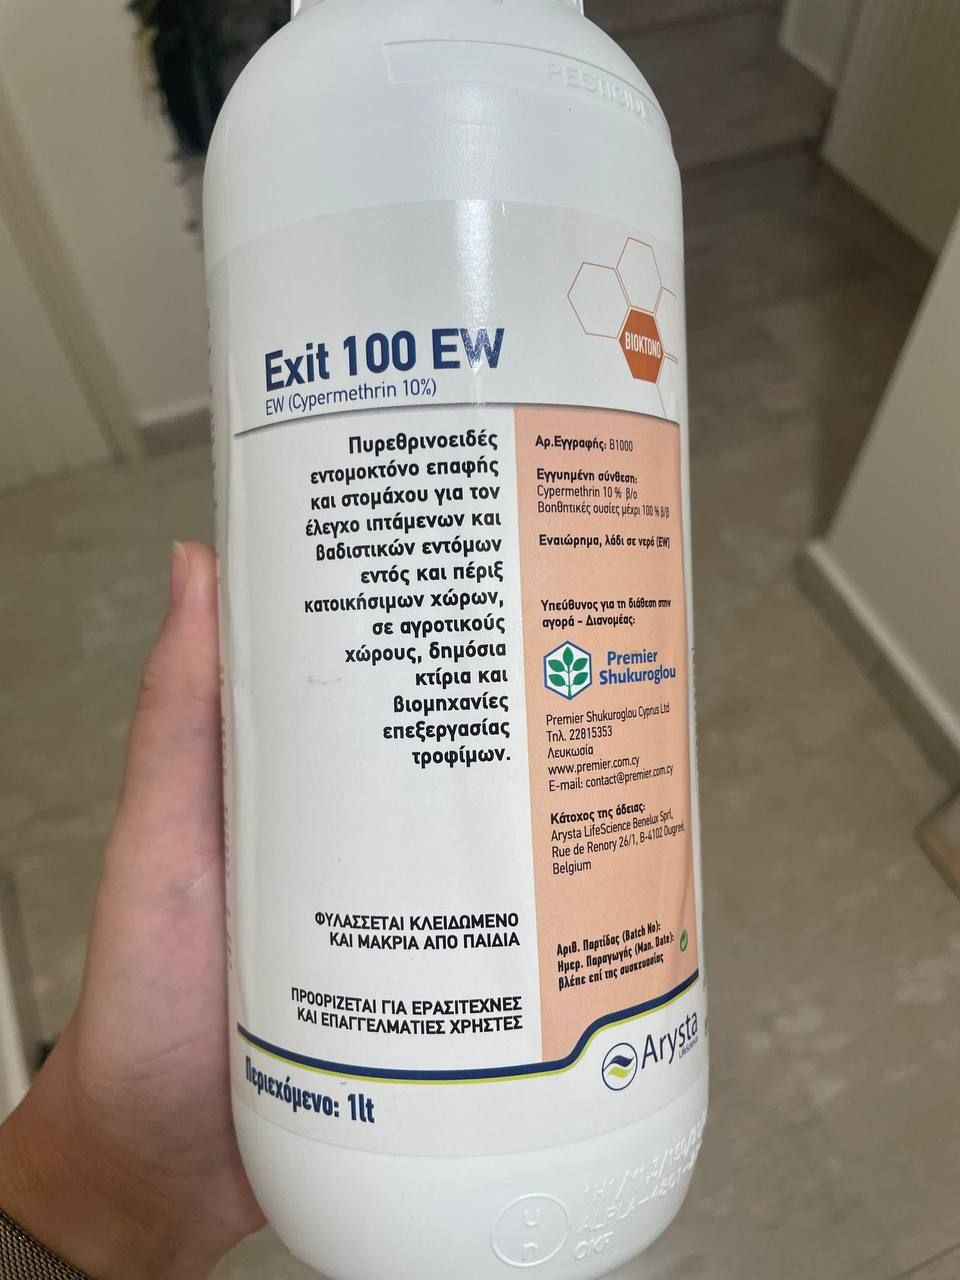 PESTICIDE
BIOKTONO
Exit 100 EW
EW (Cypermethrin 10%)
Πυρεθρινοειδές
εντομοκτόνο επαφής
και στομάχου για τον
έλεγχο ιπτάμενων και
βαδιστικών εντόμων
εντός και πέριξ
κατοικήσιμων χώρων,
σε αγροτικούς
χώρους, δημόσια
κτίρια και
βιομηχανίες
επεξεργασίας
τροφίμων.
ΦΥΛΑΣΣΕΤΑΙ ΚΛΕΙΔΩΜΕΝΟ
ΚΑΙ ΜΑΚΡΙΑ ΑΠΟ ΠΑΙΔΙΑ
ΠΡΟΟΡΙΖΕΤΑΙ ΓΙΑ ΕΡΑΣΙΤΕΧΝΕΣ
ΚΑΙ ΕΠΑΓΓΕΛΜΑΤΙΕΣ ΧΡΗΣΤΕΣ
Περιεχόμενο: 1lt
Αρ.Εγγραφής: B1000
Εγγυημένη σύνθεση:
Cypermethrin 10 % β/ο
Βοηθητικές ουσίες μέχρι 100 % β/β
Εναιώρημα, λάδι σε νερό (EW)
Υπεύθυνος για τη διάθεση στην
αγορά - Διανομέας:
Premier
Shukuroglou
Premier Shukuroglou Cyprus Ltd
Τηλ. 22815353
Λευκωσία
www.premier.com.cy
E-mail: contact@premier.com.cy
Κάτοχος της άδειας:
Arysta LifeScience Benelux Sprl,
Rue de Renory 26/1, B-4102 Ougreé,
Belgium
Αριθ. Παρτίδας (Batch No):
Ημερ. Παραγωγής (Man. Date):
βλέπε επί της συσκευασίας
Arysta
LifeScience
u
n